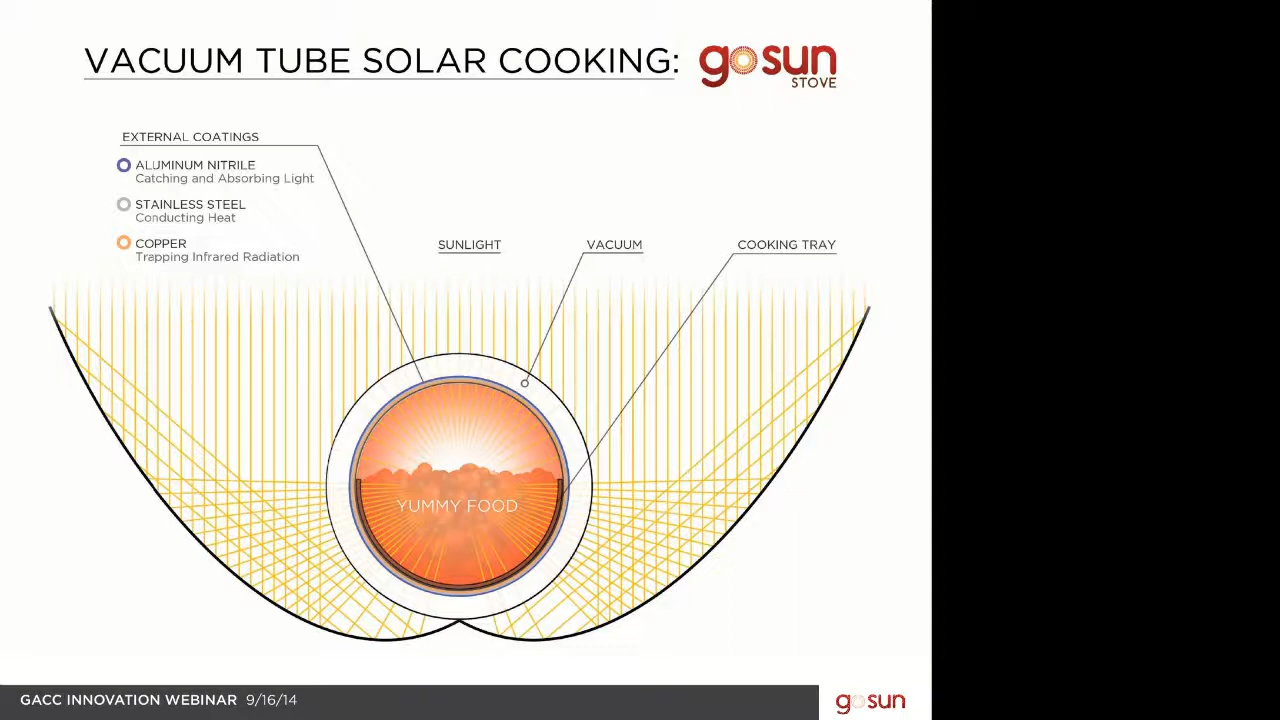 VACUUM TUBE SOLAR COOKING:
gosun
STOVE
EXTERNAL COATINGS
ALUMINUM NITRILE
Catching and Absorbing Light
STAINLESS STEEL
Conducting Heat
COPPER
Trapping Infrared Radiation
SUNLIGHT
VACUUM
COOKING TRAY
YUMMY FOOD
GACC INNOVATION WEBINAR 9/16/14
gosun